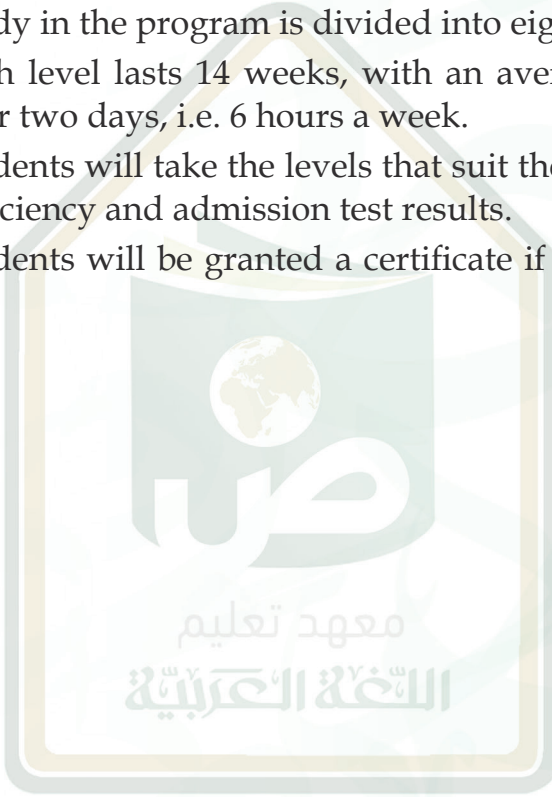 dy in the program is divided into eig
h level lasts 14 weeks, with an aver
r two days, i.e. 6 hours a week.
dents will take the levels that suit the
iciency and admission test results.
dents will be granted a certificate if
ض
معهد تعليم
اللغة العربية